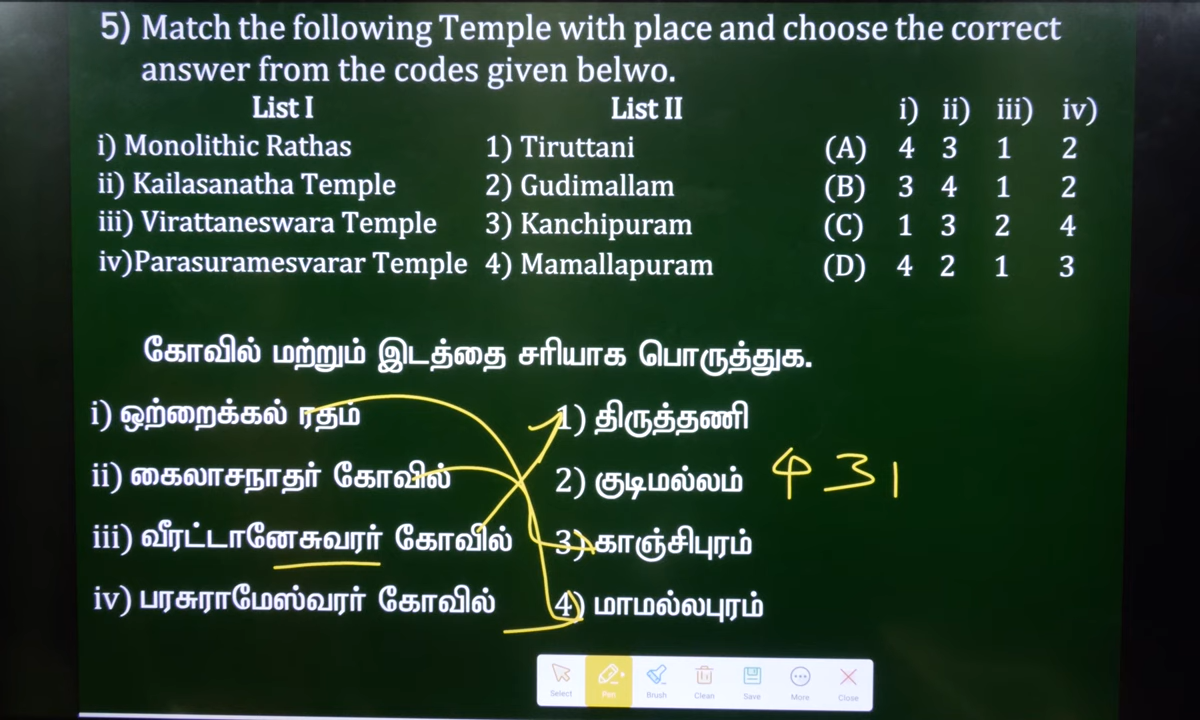 5) Match the following Temple with place and choose the correct
answer from the codes given belwo.
List I List II i) ii) iii) iv)
i) Monolithic Rathas 1) Tiruttani (A) 4 3 1 2
ii) Kailasanatha Temple 2) Gudimallam (B) 3 4 1 2
iii) Virattaneswara Temple 3) Kanchipuram (C) 1 3 2 4
iv)Parasuramesvarar Temple 4) Mamallapuram (D) 4 2 1 3
கோவில் மற்றும் இடத்தை சரியாக பொருத்துக.
i) ஒற்றைக்கல் ரதம் 1) திருத்தணி
ii) கைலாசநாதர் கோவில் 2) குடிமல்லம் 4 3 1
iii) வீரட்டானேசுவரர் கோவில் 3) காஞ்சிபுரம்
iv) பரசுராமேஸ்வரர் கோவில் 4) மாமல்லபுரம்
Select Pen Brush Clean Save More Close